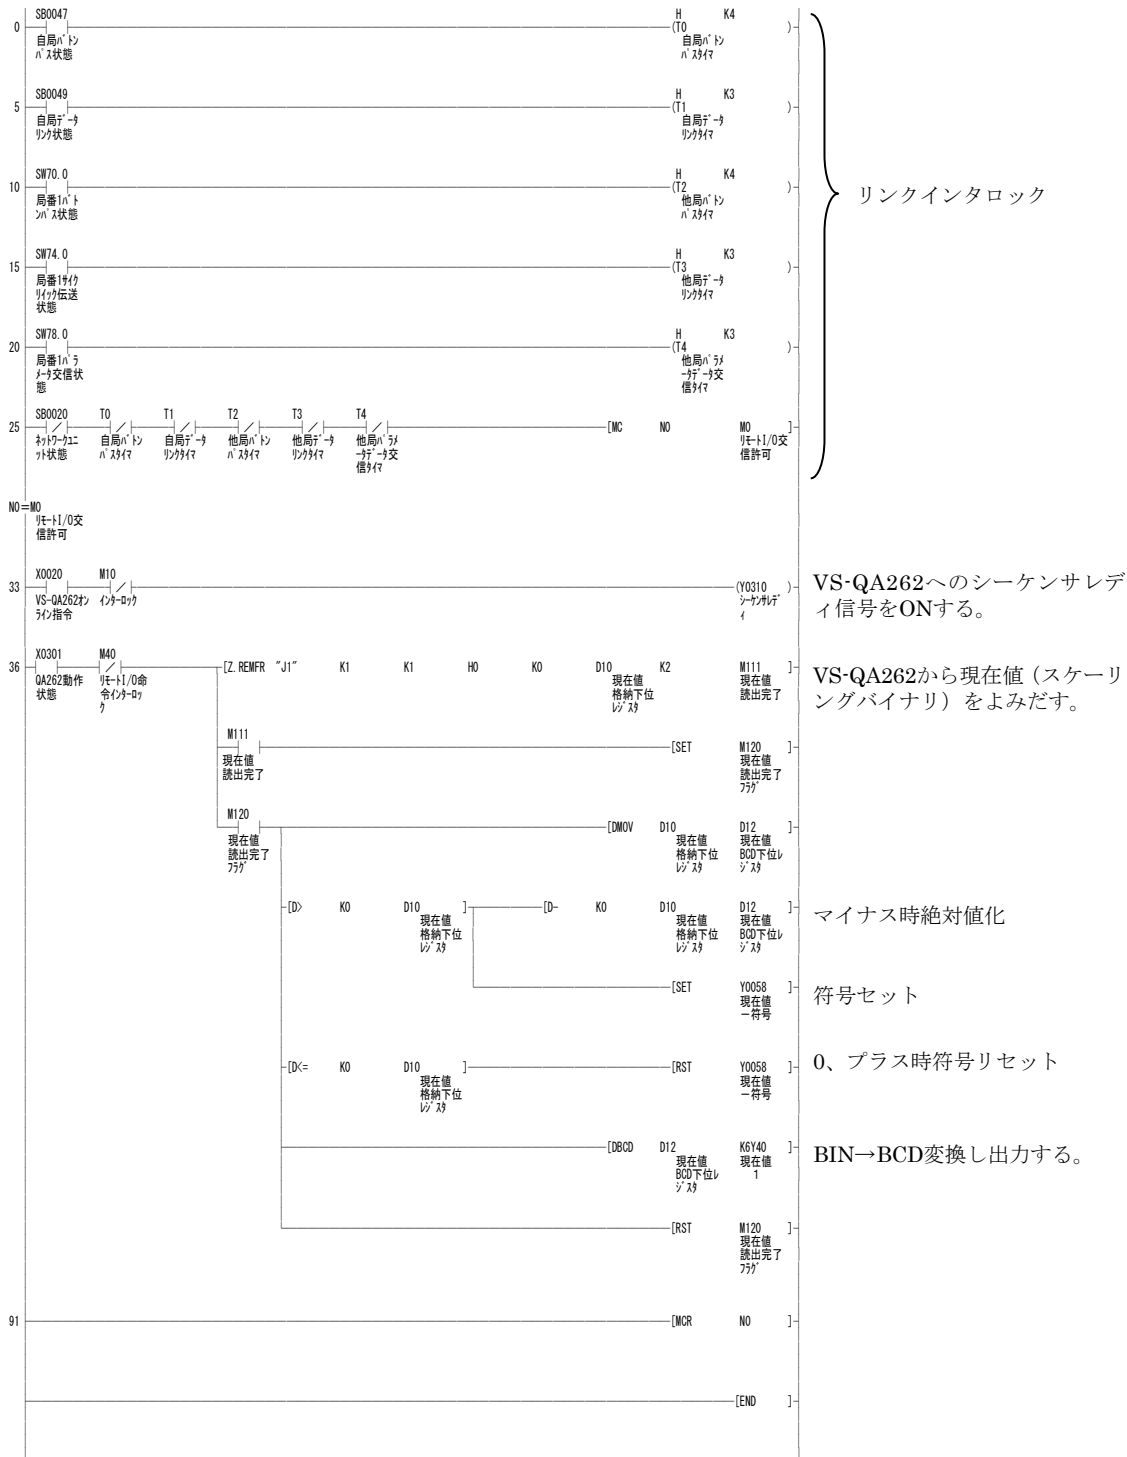 SB0047 H K4
0 (T0 )
自局ﾊﾞﾄﾝ 自局ﾊﾞﾄﾝ
ﾊﾟｽ状態 ﾊﾟｽﾀｲﾏ
SB0049 H K3
5 (T1 )
自局ﾃﾞｰﾀ 自局ﾃﾞｰﾀ
ﾘﾝｸ状態 ﾘﾝｸﾀｲﾏ
SW70.0 H K4
10 (T2 )
局番1ﾊﾞﾄ 他局ﾊﾞﾄﾝ
ﾝﾊﾟｽ状態 ﾊﾟｽﾀｲﾏ
リンクインタロック
SW74.0 H K3
15 (T3 )
局番1ｻｲｸ 他局ﾃﾞｰﾀ
ﾘｲｯｸ伝送 ﾘﾝｸﾀｲﾏ
状態
SW78.0 H K3
20 (T4 )
局番1ﾊﾟﾗ 他局ﾊﾟﾗﾒ
ﾒｰﾀ交信状 ｰﾀﾃﾞｰﾀ交
態 信ﾀｲﾏ
SB0020 T0 T1 T2 T3 T4
25 [MC N0 M0 ]
ﾈｯﾄﾜｰｸﾕﾆ 自局ﾊﾞﾄﾝ 自局ﾃﾞｰﾀ 他局ﾊﾞﾄﾝ 他局ﾃﾞｰﾀ 他局ﾊﾟﾗﾒ ﾘﾓｰﾄI/O交
ｯﾄ状態 ﾊﾟｽﾀｲﾏ ﾘﾝｸﾀｲﾏ ﾊﾟｽﾀｲﾏ ﾘﾝｸﾀｲﾏ ｰﾀﾃﾞｰﾀ交 信許可
信ﾀｲﾏ
N0=M0
ﾘﾓｰﾄI/O交
信許可
X0020 M10
33 (Y0310 )
VS-QA262ｵﾝ ｲﾝﾀｰﾛｯｸ ｼｰｹﾝｻﾚﾃﾞ
ﾗｲﾝ指令 ｨ
VS-QA262へのシーケンサレデ
ィ信号をONする。
X0301 M40
36 [Z.REMFR "J1" K1 K1 H0 K0 D10 K2 M111 ]
QA262動作 ﾘﾓｰﾄI/O命 現在値 現在値
状態 令ｲﾝﾀｰﾛｯ 格納下位 読出完了
ｸ ﾚｼﾞｽﾀ
VS-QA262から現在値（スケーリ
ングバイナリ）をよみだす。
M111
[SET M120 ]
現在値 現在値
読出完了 読出完了
ﾌﾗｸﾞ
M120
[DMOV D10 D12 ]
現在値 現在値 現在値
読出完了 格納下位 BCD下位ﾚ
ﾌﾗｸﾞ ﾚｼﾞｽﾀ ｼﾞｽﾀ
[D> K0 D10 ] [D- K0 D10 D12 ]
現在値 現在値 現在値
格納下位 格納下位 BCD下位ﾚ
ﾚｼﾞｽﾀ ﾚｼﾞｽﾀ ｼﾞｽﾀ
マイナス時絶対値化
[SET Y0058 ]
現在値
－符号
符号セット
[D<= K0 D10 ] [RST Y0058 ]
現在値 現在値
格納下位 －符号
ﾚｼﾞｽﾀ
0、プラス時符号リセット
[DBCD D12 K6Y40 ]
現在値 現在値
BCD下位ﾚ 1
ｼﾞｽﾀ
BIN→BCD変換し出力する。
[RST M120 ]
現在値
読出完了
ﾌﾗｸﾞ
91 [MCR N0 ]
[END ]